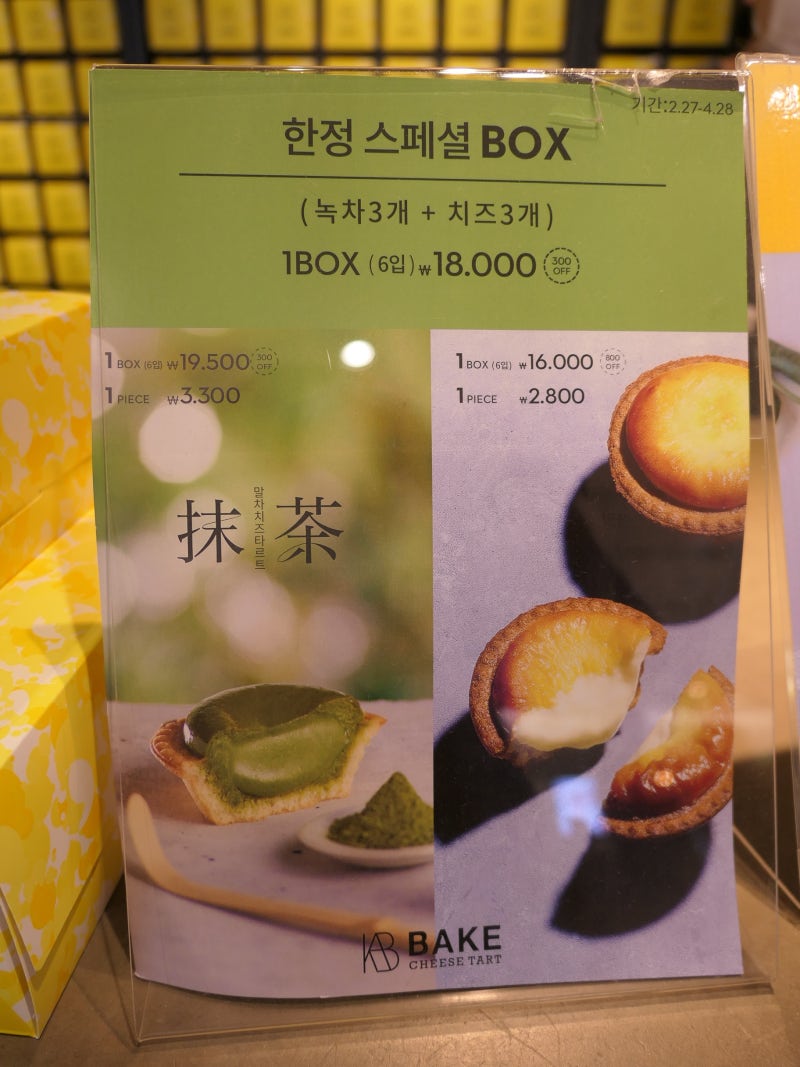 기간:2.27-4.28
한정 스페셜 BOX
(녹차3개 + 치즈3개)
1BOX (6입) ₩18.000 300 OFF
1 BOX (6입) ₩19.500 300 OFF
1 PIECE ₩3.300
抹茶
말차치즈타르트
1 BOX (6입) ₩16.000 800 OFF
1 PIECE ₩2.800
BAKE
CHEESE TART